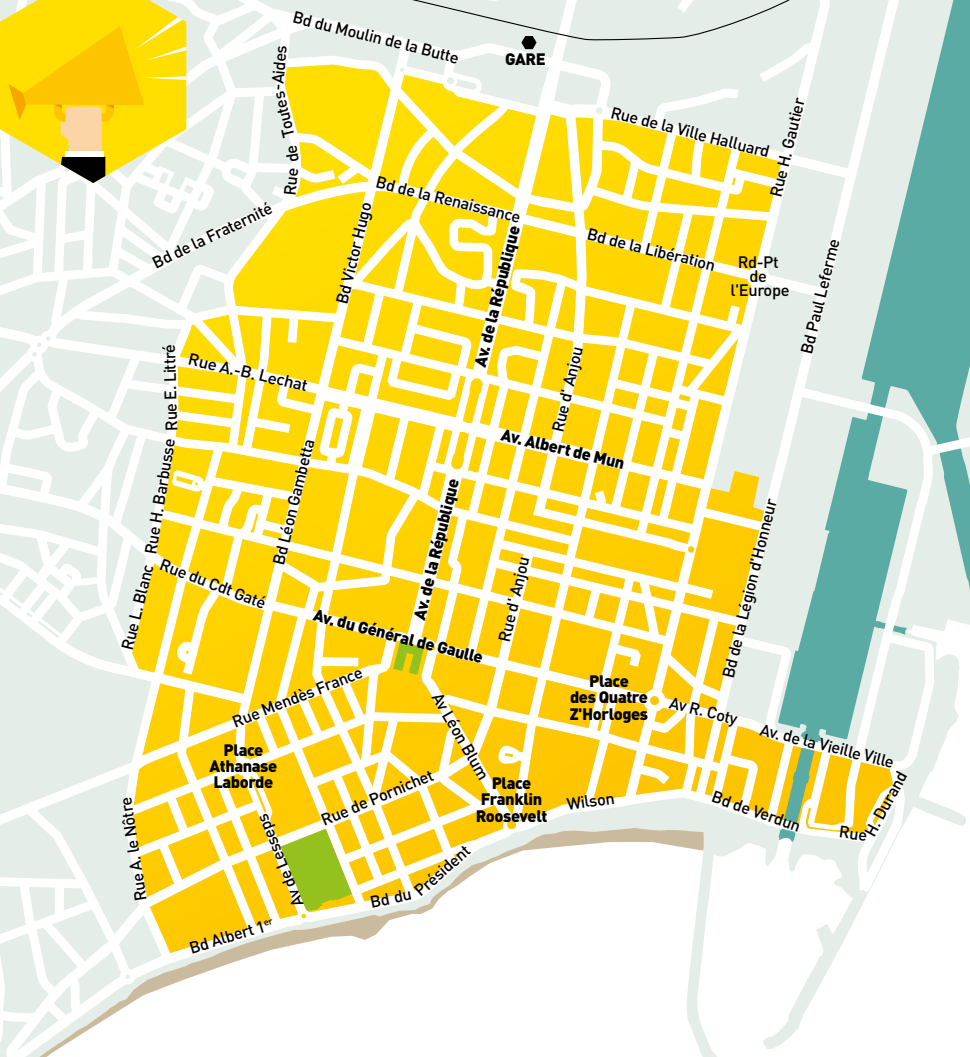 Bd du Moulin de la Butte
GARE
Rue de Toutes-Aides
Rue de la Ville Halluard
Rue H. Gautier
Bd de la Renaissance
Bd de la Fraternité
Bd Victor Hugo
Bd de la Libération
Av. de la République
Rd-Pt
de
l'Europe
Bd Paul Leferme
Rue E. Littré
Rue A.-B. Lechat
Rue d' Anjou
Av. Albert de Mun
Rue H. Barbusse
Bd Léon Gambetta
Av. de la République
Bd de la Légion d'Honneur
Rue L. Blanc
Rue du Cdt Gaté
Rue d' Anjou
Av. du Général de Gaulle
Rue Mendès France
Place
des Quatre
Z'Horloges
Av R. Coty
Av Léon Blum
Av. de la Vieille Ville
Place
Athanase
Laborde
Place
Franklin
Roosevelt
Rue de Pornichet
Wilson
Bd de Verdun
Rue H. Durand
Rue A. le Nôtre
Av de Lesseps
Bd du Président
Bd Albert 1er